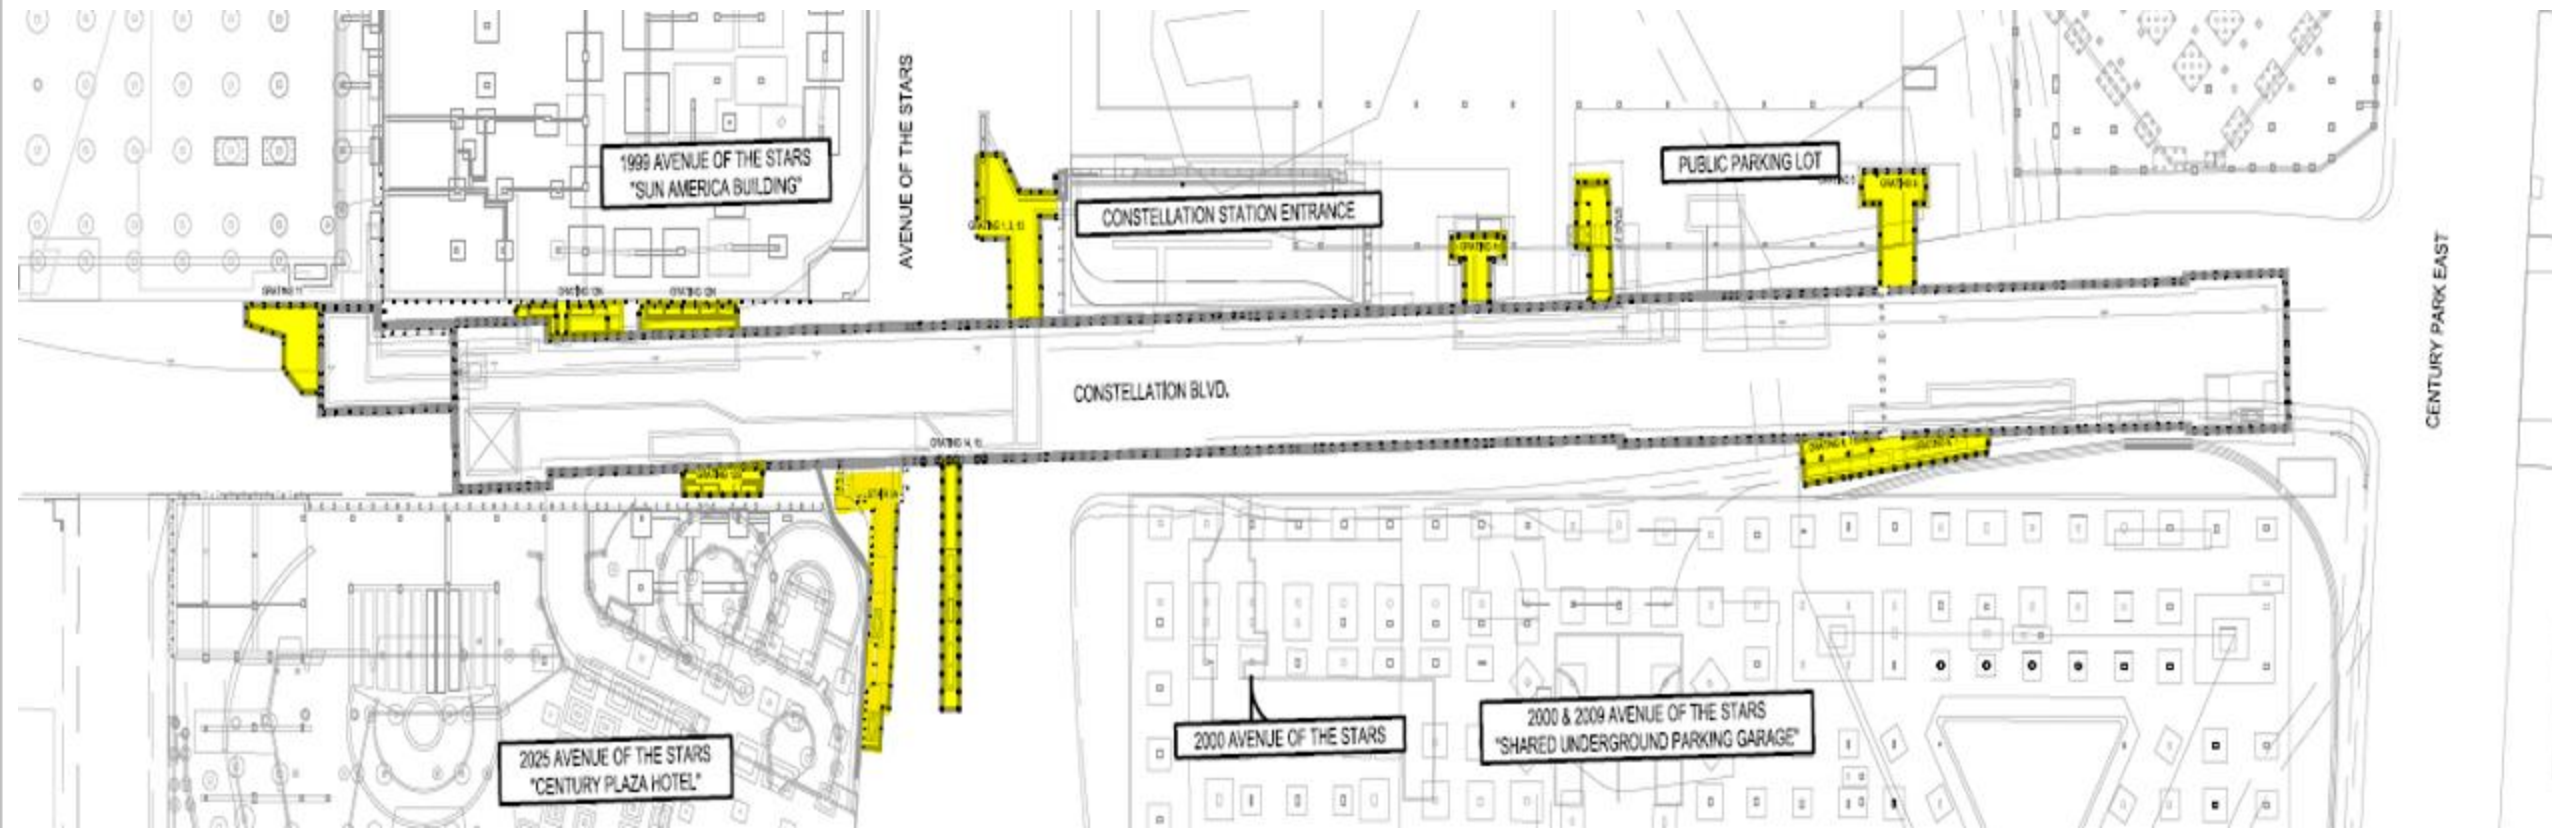 1999 AVENUE OF THE STARS
"SUN AMERICA BUILDING"
AVENUE OF THE STARS
CONSTELLATION STATION ENTRANCE
PUBLIC PARKING LOT
CENTURY PARK EAST
GRATING 11
CONSTELLATION BLVD.
2025 AVENUE OF THE STARS
"CENTURY PLAZA HOTEL"
2000 AVENUE OF THE STARS
2000 & 2009 AVENUE OF THE STARS
"SHARED UNDERGROUND PARKING GARAGE"